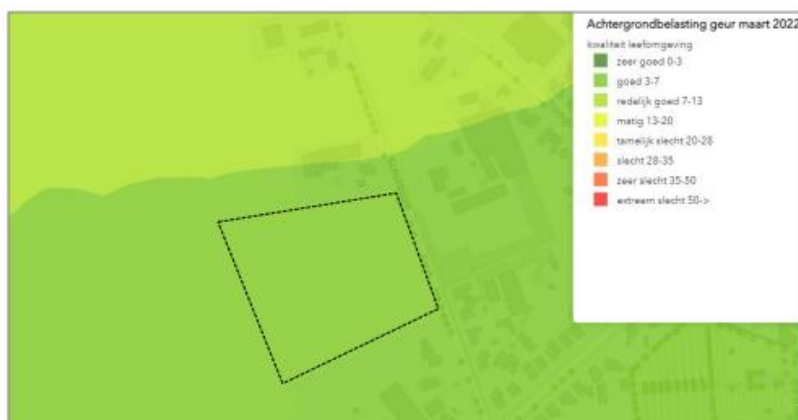 Achtergrondbelasting geur maart 2022
kwaliteit leefomgeving
zeer goed 0-3
goed 3-7
redelijk goed 7-13
matig 13-20
tamelijk slecht 20-28
slecht 28-35
zeer slecht 35-50
extreem slecht 50->